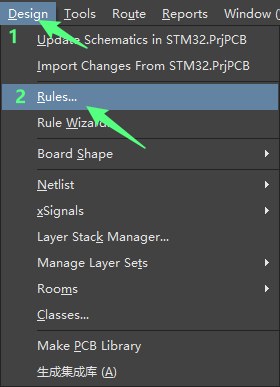 Design Tools Route Reports Window (
1
Update Schematics in STM32.PrjPCB
Import Changes From STM32.PrjPCB
2 Rules...
Rule Wizard
Board Shape
Netlist
xSignals
Layer Stack Manager...
Manage Layer Sets
Rooms
Classes...
Make PCB Library
生成集成库 (A)